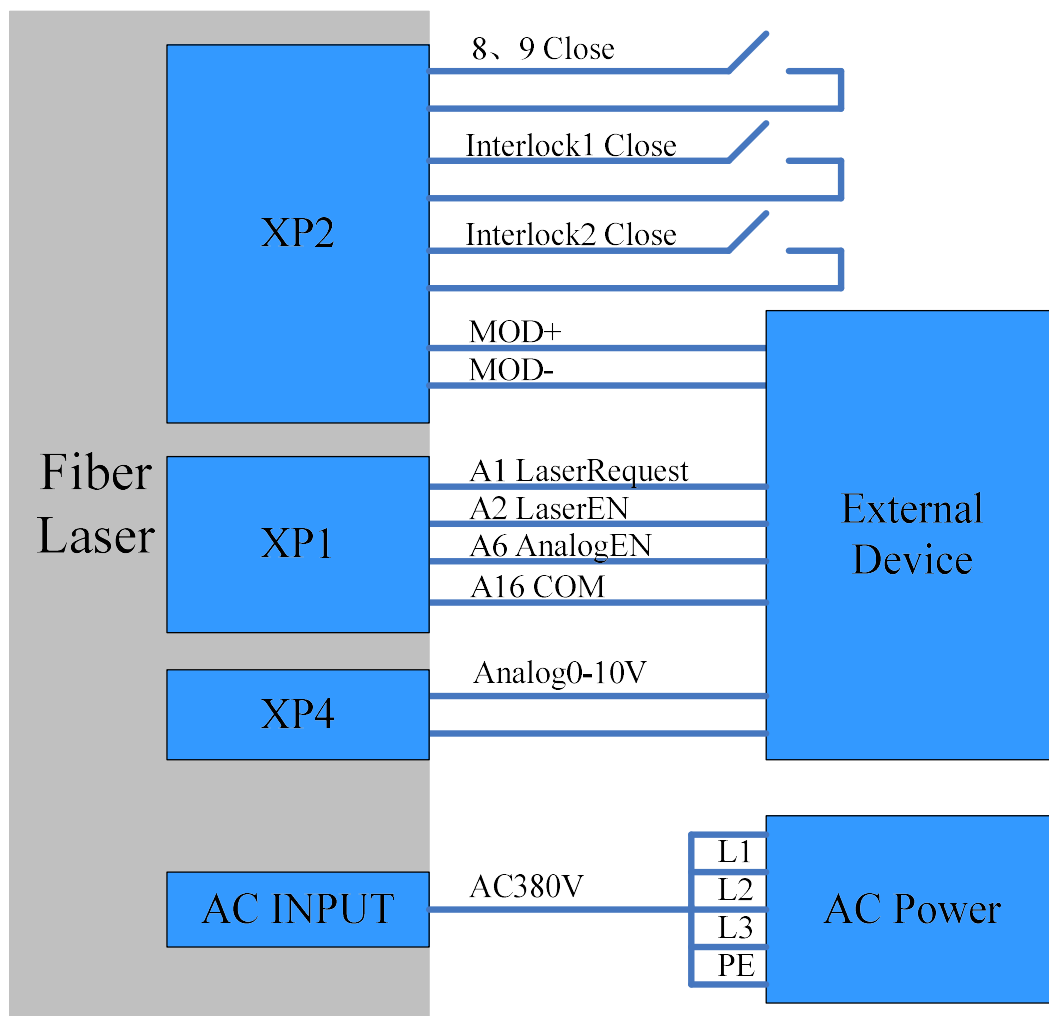 8、9 Close
Interlock1 Close
XP2
Interlock2 Close
MOD+
MOD-
Fiber
Laser
A1 LaserRequest
A2 LaserEN
XP1
A6 AnalogEN
A16 COM
External
Device
Analog0-10V
XP4
AC INPUT
AC380V
L1
L2
L3
PE
AC Power